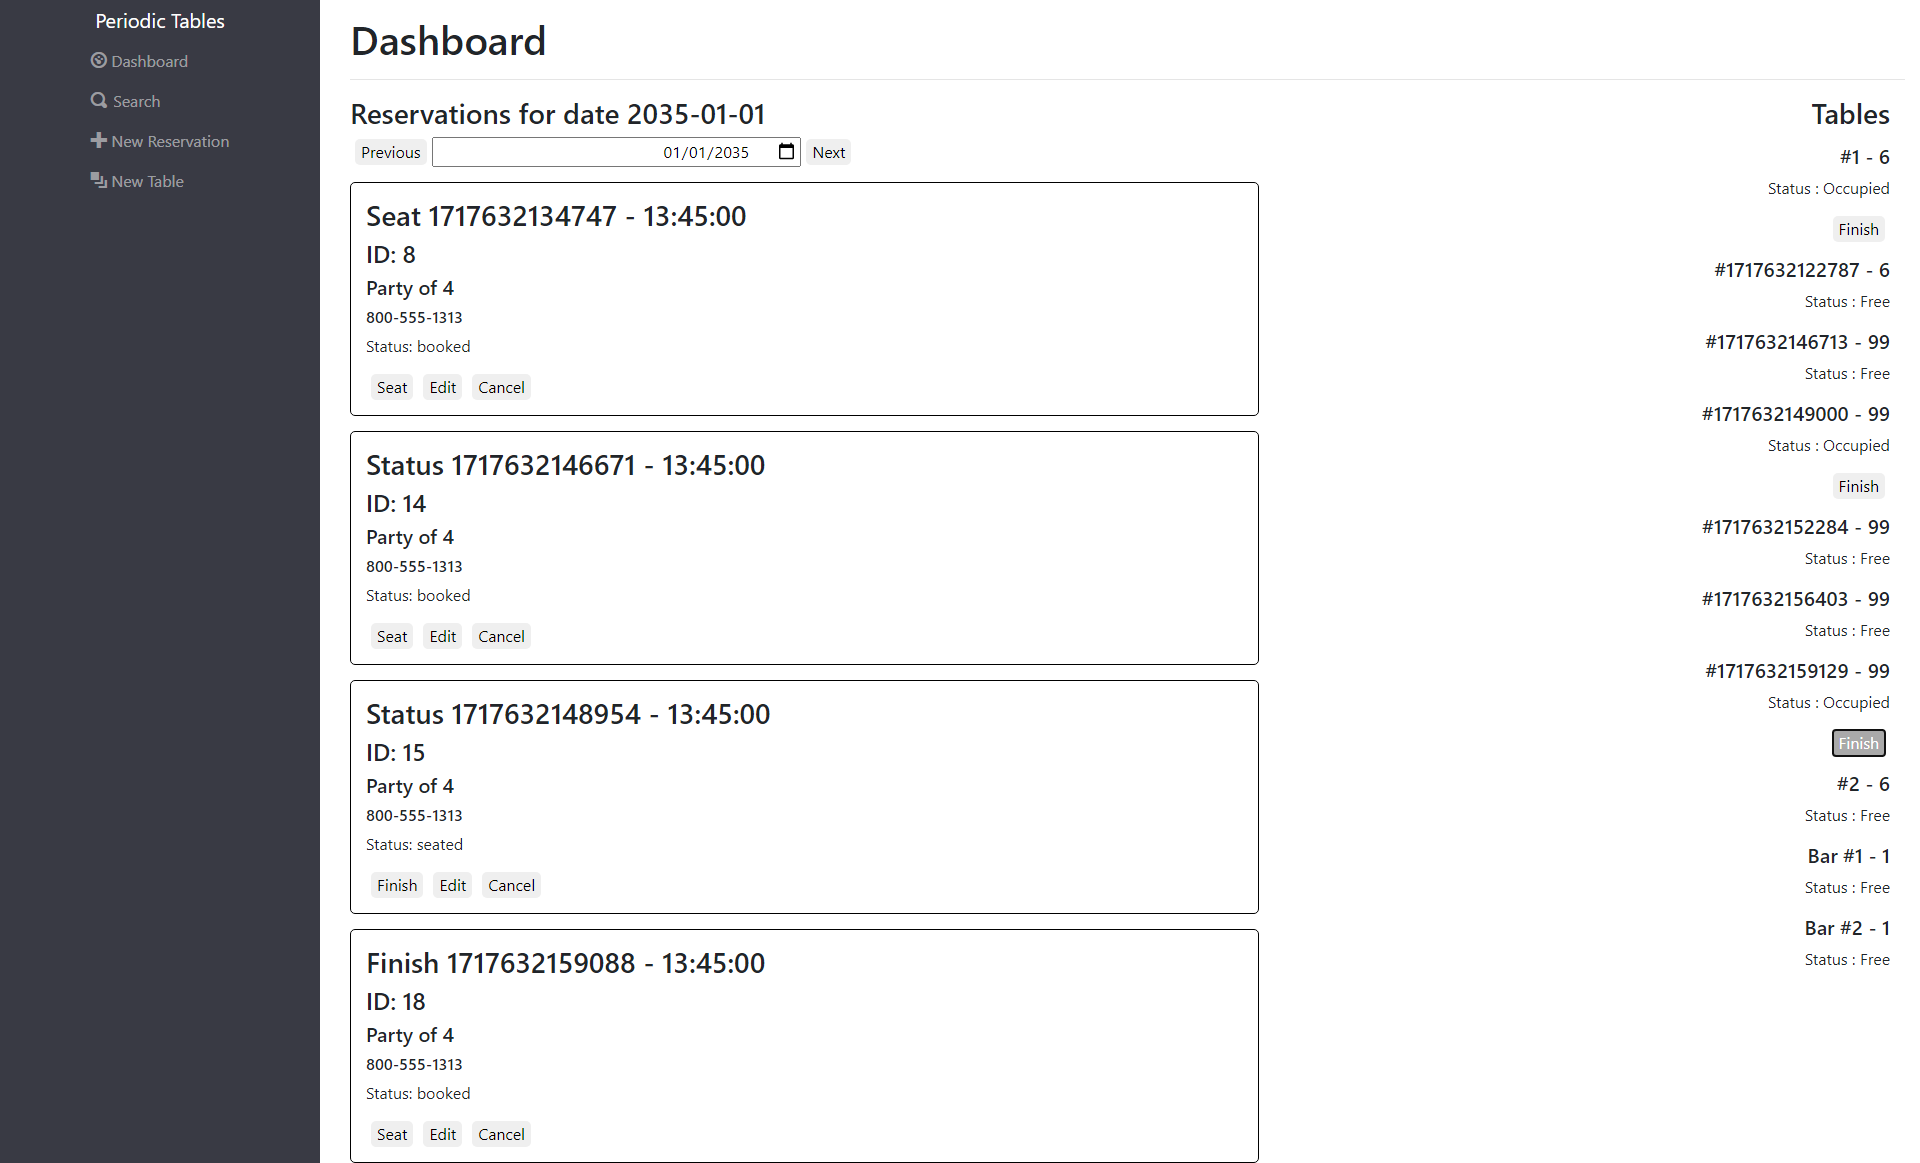 Periodic Tables
Dashboard
Search
New Reservation
New Table
Dashboard
Reservations for date 2035-01-01
Previous 01/01/2035 Next
Seat 1717632134747 - 13:45:00
ID: 8
Party of 4
800-555-1313
Status: booked
Seat Edit Cancel
Status 1717632146671 - 13:45:00
ID: 14
Party of 4
800-555-1313
Status: booked
Seat Edit Cancel
Status 1717632148954 - 13:45:00
ID: 15
Party of 4
800-555-1313
Status: seated
Finish Edit Cancel
Finish 1717632159088 - 13:45:00
ID: 18
Party of 4
800-555-1313
Status: booked
Seat Edit Cancel
Tables
#1 - 6
Status : Occupied
Finish
#1717632122787 - 6
Status : Free
#1717632146713 - 99
Status : Free
#1717632149000 - 99
Status : Occupied
Finish
#1717632152284 - 99
Status : Free
#1717632156403 - 99
Status : Free
#1717632159129 - 99
Status : Occupied
Finish
#2 - 6
Status : Free
Bar #1 - 1
Status : Free
Bar #2 - 1
Status : Free